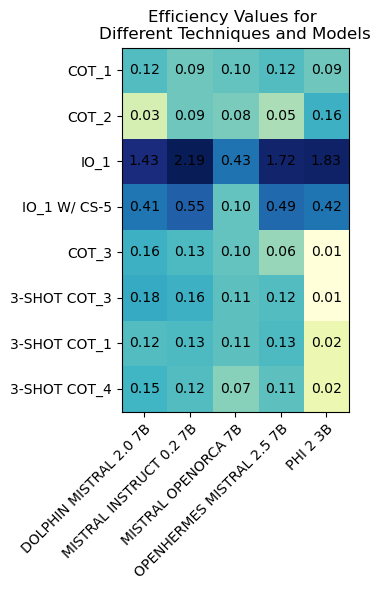 Efficiency Values for
Different Techniques and Models
COT_1 0.12 0.09 0.10 0.12 0.09
COT_2 0.03 0.09 0.08 0.05 0.16
IO_1 1.43 2.19 0.43 1.72 1.83
IO_1 W/ CS-5 0.41 0.55 0.10 0.49 0.42
COT_3 0.16 0.13 0.10 0.06 0.01
3-SHOT COT_3 0.18 0.16 0.11 0.12 0.01
3-SHOT COT_1 0.12 0.13 0.11 0.13 0.02
3-SHOT COT_4 0.15 0.12 0.07 0.11 0.02
DOLPHIN MISTRAL 2.0 7B
MISTRAL INSTRUCT 0.2 7B
MISTRAL OPENORCA 7B
OPENHERMES MISTRAL 2.5 7B
PHI 2 3B